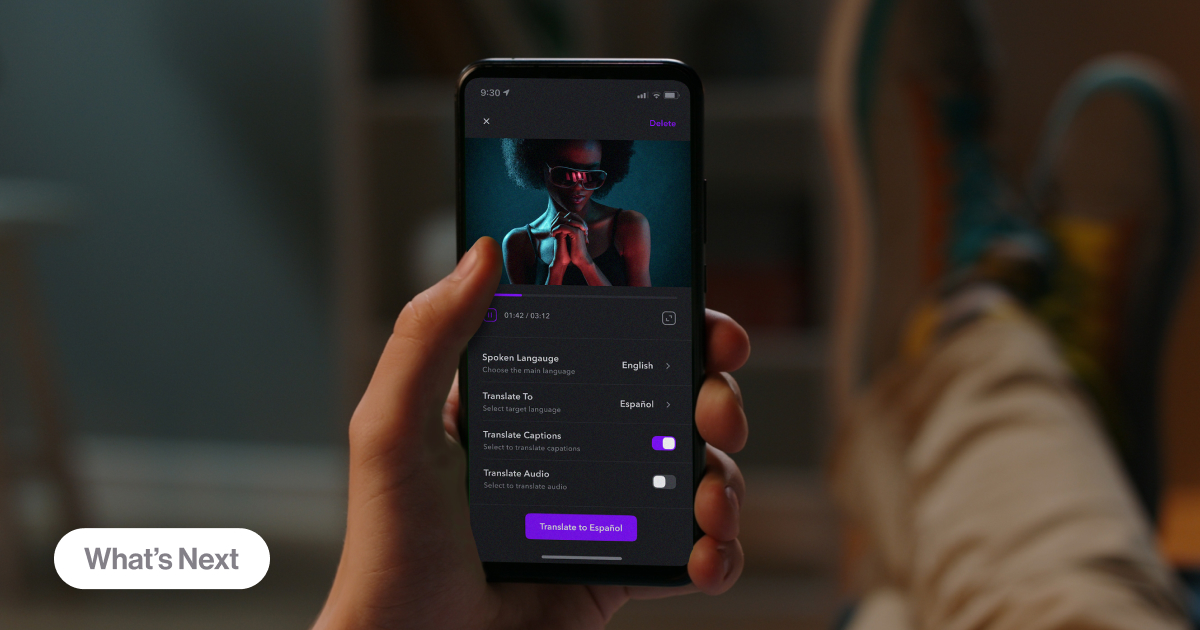 9:30
Delete
01:42 / 03:12
Spoken Langauge
Choose the main language
English
Translate To
Select target language
Español
Translate Captions
Select to translate capations
Translate Audio
Select to translate audio
Translate to Español
What's Next